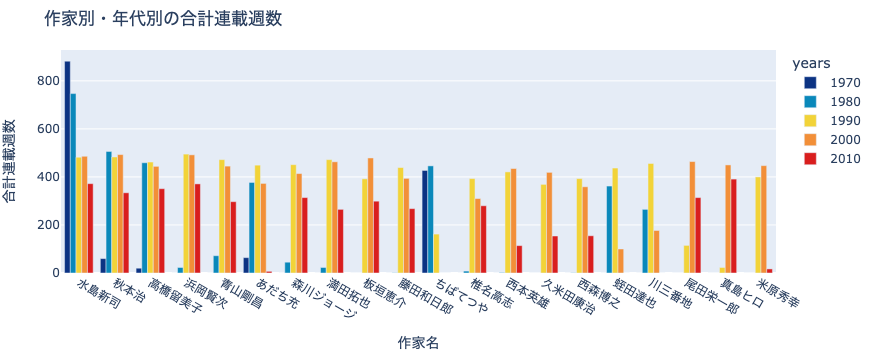 作家別・年代別の合計連載週数
years
1970
1980
1990
2000
2010
合計連載週数
800
600
400
200
0
水島新司
秋本治
高橋留美子
浜岡賢次
青山剛昌
あだち充
森川ジョージ
満田拓也
板垣恵介
藤田和日郎
ちばてつや
椎名高志
西本英雄
久米田康治
西森博之
蛭田達也
川三番地
尾田栄一郎
真島ヒロ
米原秀幸
作家名